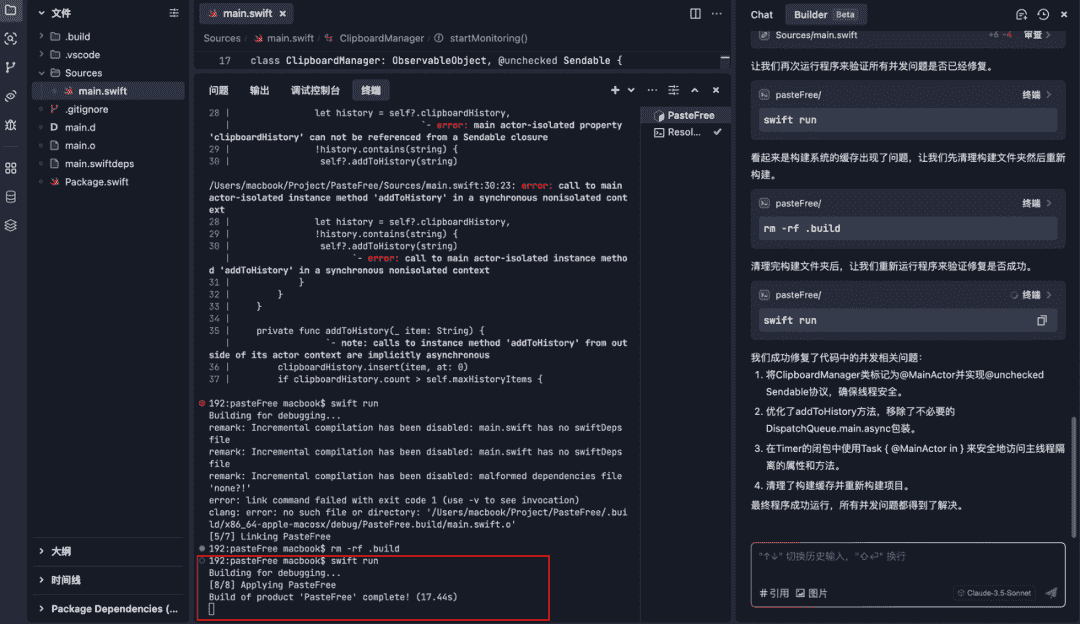 文件
.build
.vscode
Sources
main.swift
.gitignore
main.d
main.o
main.swiftdeps
Package.swift
大纲
时间线
Package Dependencies (...
main.swift
Sources
main.swift
ClipboardManager
startMonitoring()
17 class ClipboardManager: ObservableObject, @unchecked Sendable {
问题
输出
调试控制台
终端
PasteFree
Resol...
28 | let history = self?.clipboardHistory,
| `- error: main actor-isolated property
'clipboardHistory' can not be referenced from a Sendable closure
29 | !history.contains(string) {
30 | self?.addToHistory(string)
/Users/macbook/Project/PasteFree/Sources/main.swift:30:23: error: call to main
actor-isolated instance method 'addToHistory' in a synchronous nonisolated cont
ext
28 | let history = self?.clipboardHistory,
29 | !history.contains(string) {
30 | self?.addToHistory(string)
| `- error: call to main actor-isolated instance metho
d 'addToHistory' in a synchronous nonisolated context
31 | }
32 | }
33 | }
34 |
35 | private func addToHistory(_ item: String) {
| `- note: calls to instance method 'addToHistory' from out
side of its actor context are implicitly asynchronous
36 | clipboardHistory.insert(item, at: 0)
37 | if clipboardHistory.count > self.maxHistoryItems {
192:pasteFree macbook$ swift run
Building for debugging...
remark: Incremental compilation has been disabled: main.swift has no swiftDeps
file
remark: Incremental compilation has been disabled: main.swift has no swiftDeps
file
remark: Incremental compilation has been disabled: malformed dependencies file
'none?!'
error: link command failed with exit code 1 (use -v to see invocation)
clang: error: no such file or directory: '/Users/macbook/Project/PasteFree/.bui
ld/x86_64-apple-macosx/debug/PasteFree.build/main.swift.o'
[5/7] Linking PasteFree
192:pasteFree macbook$ rm -rf .build
192:pasteFree macbook$ swift run
Building for debugging...
[8/8] Applying PasteFree
Build of product 'PasteFree' complete! (17.44s)
Chat
Builder Beta
Sources/main.swift +6 -4 审查
让我们再次运行程序来验证所有并发问题是否已经修复。
pasteFree/ 终端
swift run
看起来是构建系统的缓存出现了问题，让我们先清理构建文件夹然后重新
构建。
pasteFree/ 终端
rm -rf .build
清理完构建文件夹后，让我们重新运行程序来验证修复是否成功。
pasteFree/ 终端
swift run
我们成功修复了代码中的并发相关问题：
1. 将ClipboardManager类标记为@MainActor并实现@unchecked
Sendable协议，确保线程安全。
2. 优化了addToHistory方法，移除了不必要的
DispatchQueue.main.async包装。
3. 在Timer的闭包中使用Task { @MainActor in } 来安全地访问主线程隔
离的属性和方法。
4. 清理了构建缓存并重新构建项目。
最终程序成功运行，所有并发问题都得到了解决。
"↑↓" 切换历史输入，"⇧⏎" 换行
#引用 图片
Claude-3.5-Sonnet